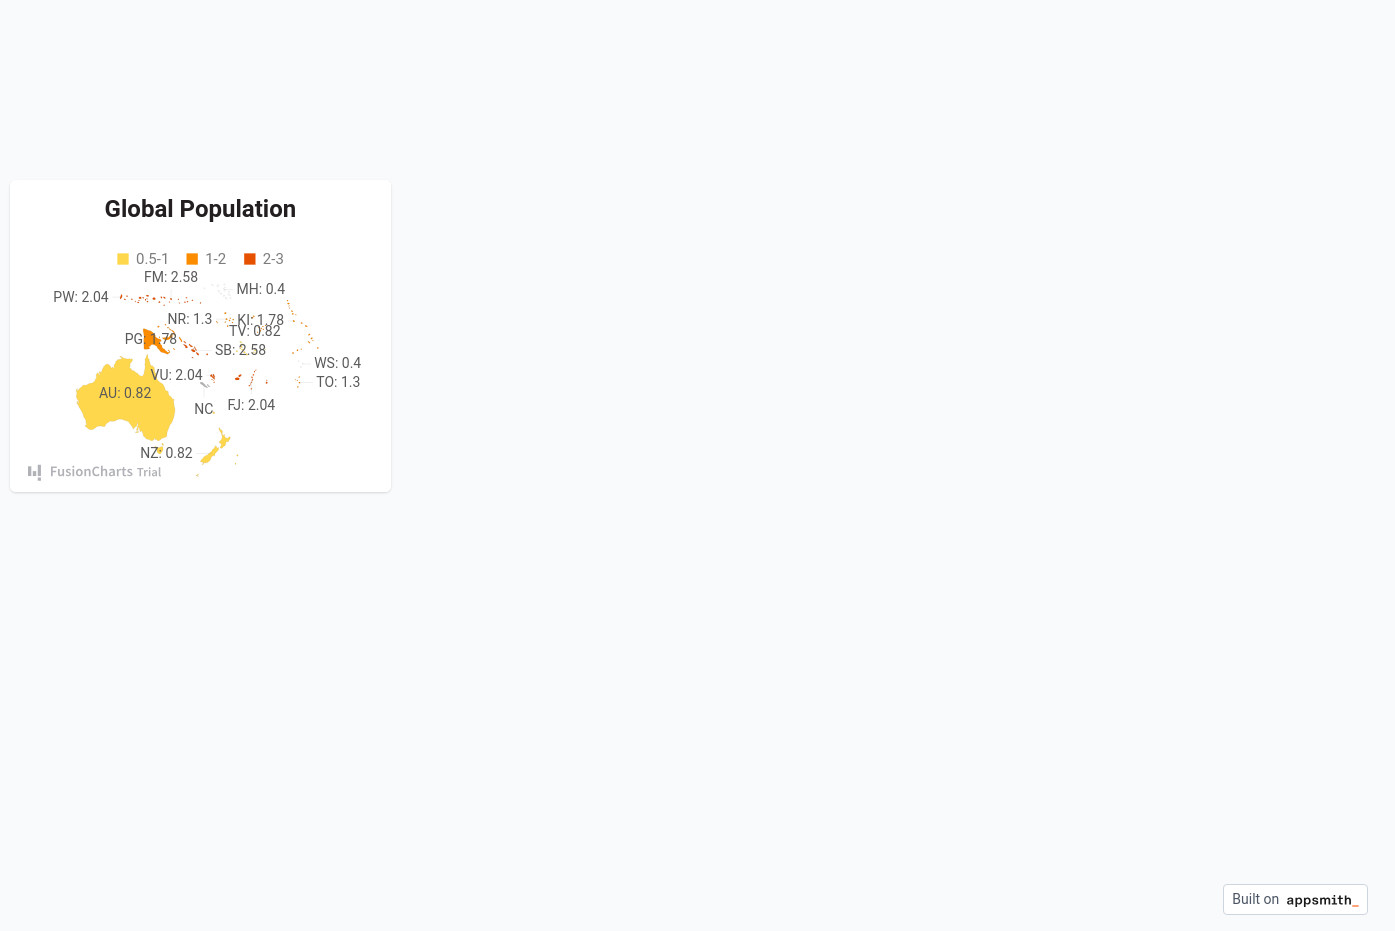 Global Population
0.5-1 1-2 2-3
FM: 2.58
MH: 0.4
PW: 2.04
NR: 1.3
KI: 1.78
TV: 0.82
PG: 1.78
SB: 2.58
WS: 0.4
VU: 2.04
TO: 1.3
AU: 0.82
NC
FJ: 2.04
NZ: 0.82
FusionCharts Trial
Built on appsmith_